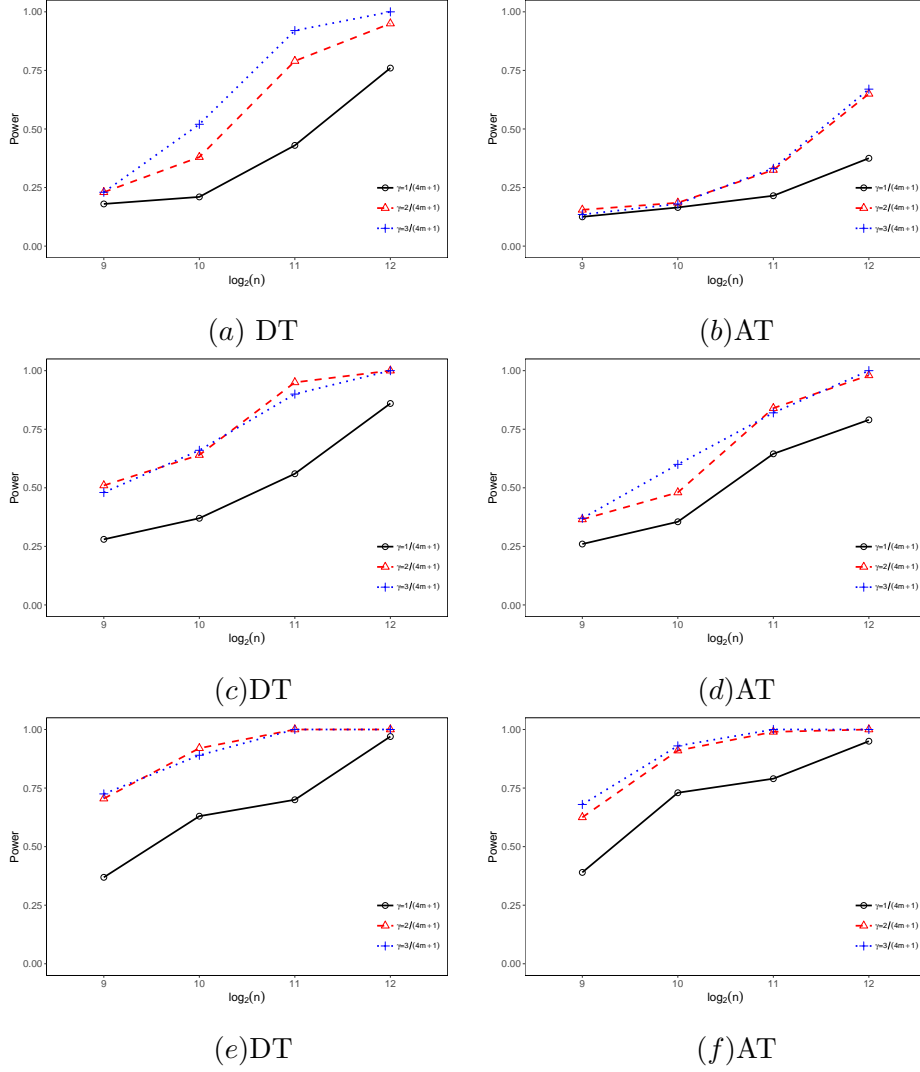 1.00
0.75
0.50
0.25
0.00
Power
γ=1/(4m+1)
γ=2/(4m+1)
γ=3/(4m+1)
9 10 11 12
log₂(n)
(a) DT
1.00
0.75
0.50
0.25
0.00
Power
γ=1/(4m+1)
γ=2/(4m+1)
γ=3/(4m+1)
9 10 11 12
log₂(n)
(b)AT
1.00
0.75
0.50
0.25
0.00
Power
γ=1/(4m+1)
γ=2/(4m+1)
γ=3/(4m+1)
9 10 11 12
log₂(n)
(c)DT
1.00
0.75
0.50
0.25
0.00
Power
γ=1/(4m+1)
γ=2/(4m+1)
γ=3/(4m+1)
9 10 11 12
log₂(n)
(d)AT
1.00
0.75
0.50
0.25
0.00
Power
γ=1/(4m+1)
γ=2/(4m+1)
γ=3/(4m+1)
9 10 11 12
log₂(n)
(e)DT
1.00
0.75
0.50
0.25
0.00
Power
γ=1/(4m+1)
γ=2/(4m+1)
γ=3/(4m+1)
9 10 11 12
log₂(n)
(f)AT